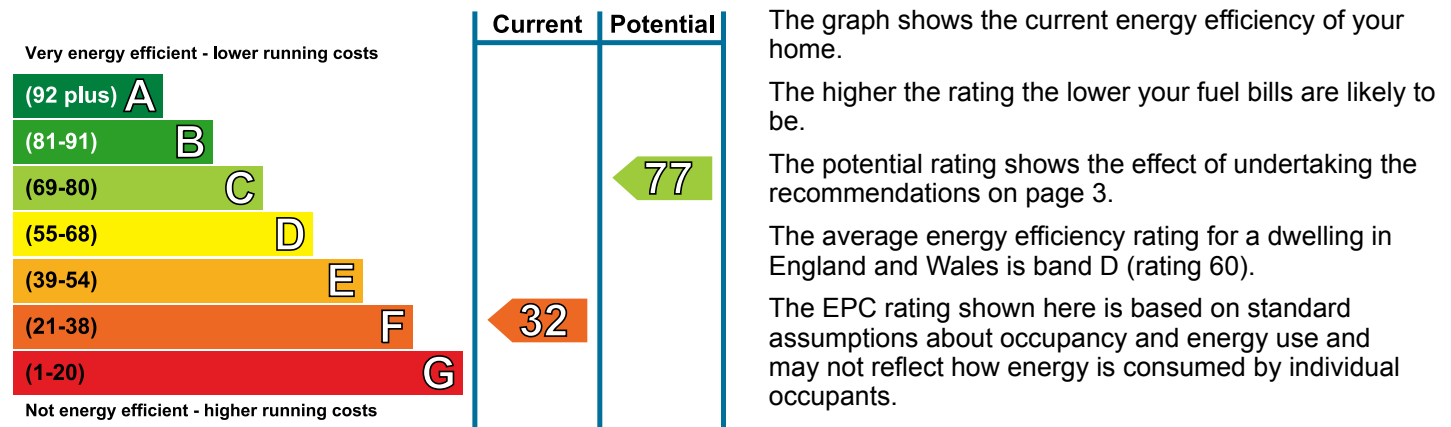 Current Potential
Very energy efficient - lower running costs
(92 plus) A
(81-91) B
(69-80) C
77
(55-68) D
(39-54) E
(21-38) F
32
(1-20) G
Not energy efficient - higher running costs
The graph shows the current energy efficiency of your
home.
The higher the rating the lower your fuel bills are likely to
be.
The potential rating shows the effect of undertaking the
recommendations on page 3.
The average energy efficiency rating for a dwelling in
England and Wales is band D (rating 60).
The EPC rating shown here is based on standard
assumptions about occupancy and energy use and
may not reflect how energy is consumed by individual
occupants.